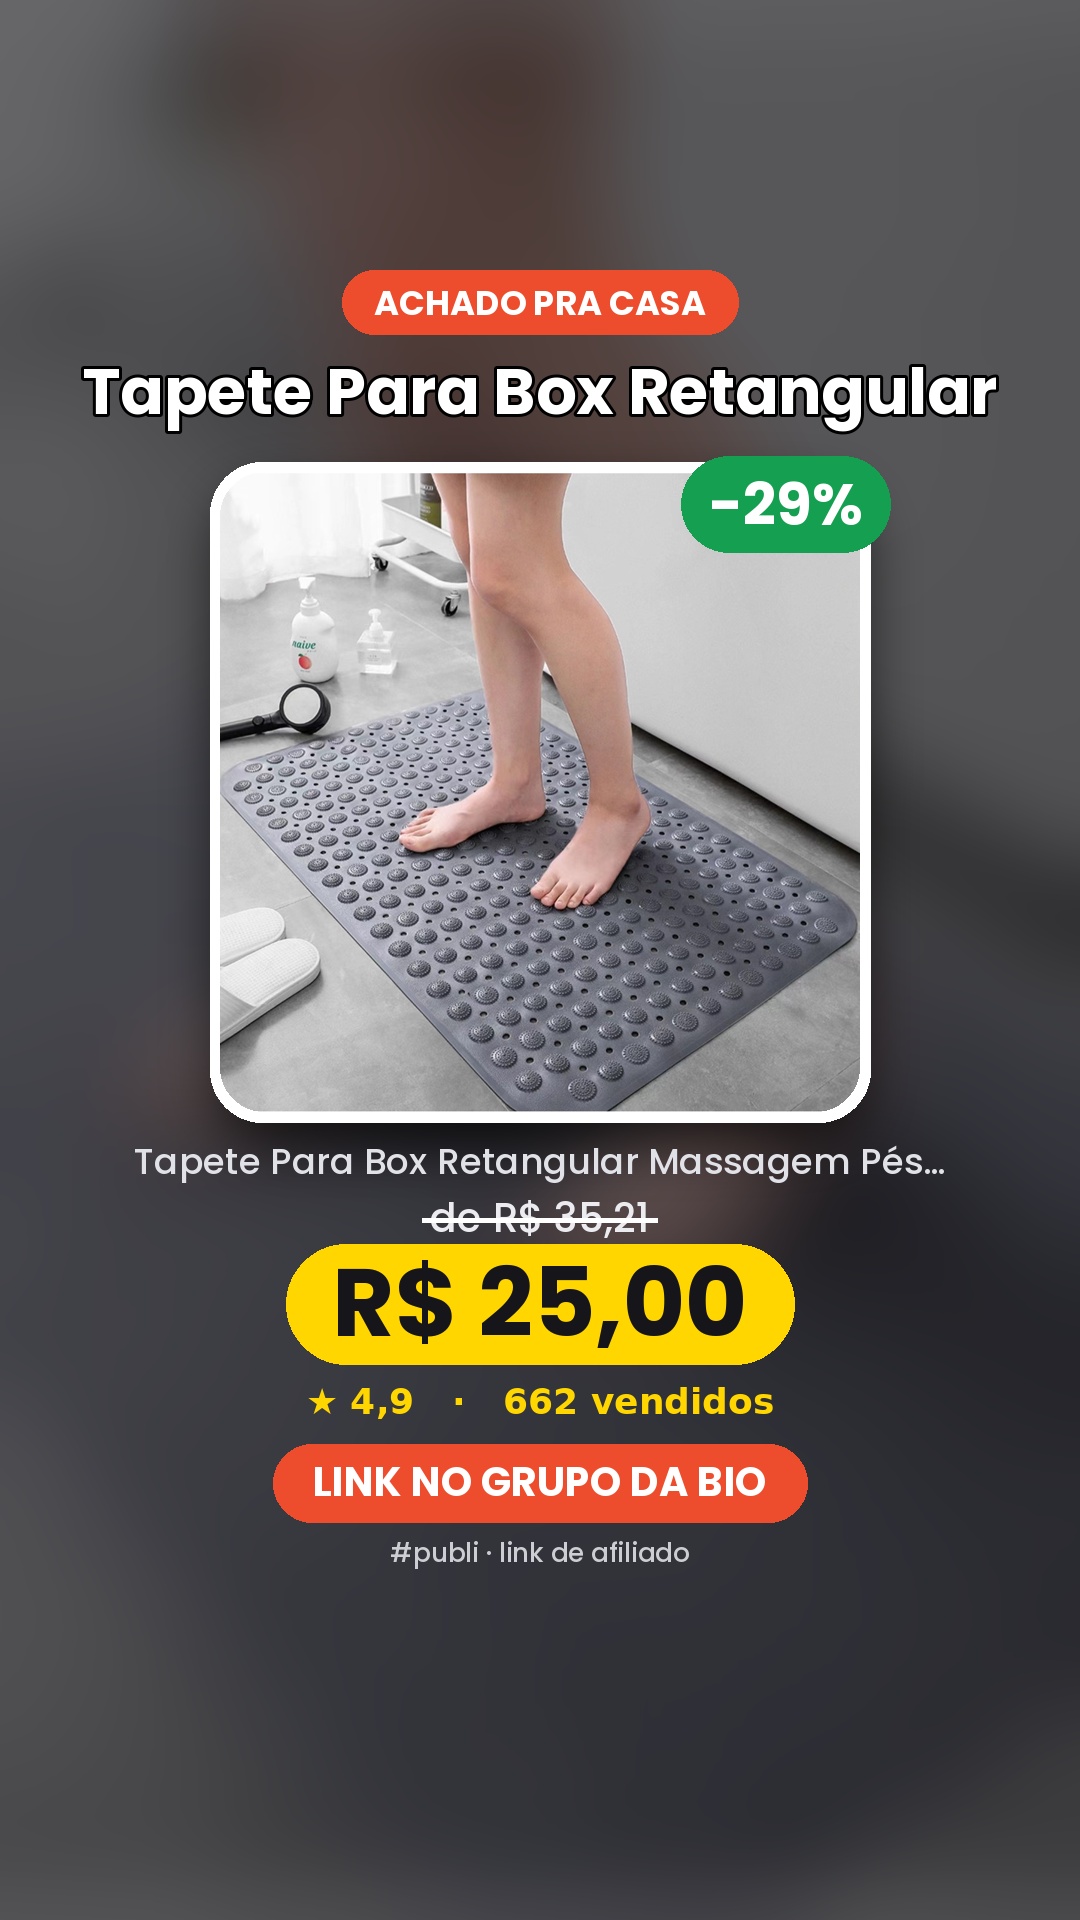 ACHADO PRA CASA
Tapete Para Box Retangular
-29%
naive
Tapete Para Box Retangular Massagem Pés...
de R$ 35,21
R$ 25,00
★ 4,9 · 662 vendidos
LINK NO GRUPO DA BIO
#publi · link de afiliado